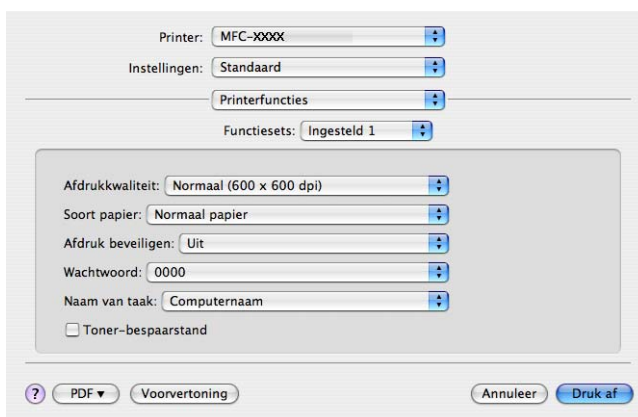 Printer: MFC-XXXX
Instellingen: Standaard
Printerfuncties
Functiesets: Ingesteld 1
Afdrukkwaliteit: Normaal (600 x 600 dpi)
Soort papier: Normaal papier
Afdruk beveiligen: Uit
Wachtwoord: 0000
Naam van taak: Computernaam
Toner-bespaarstand
? PDF ▼ Voorvertoning Annuleer Druk af